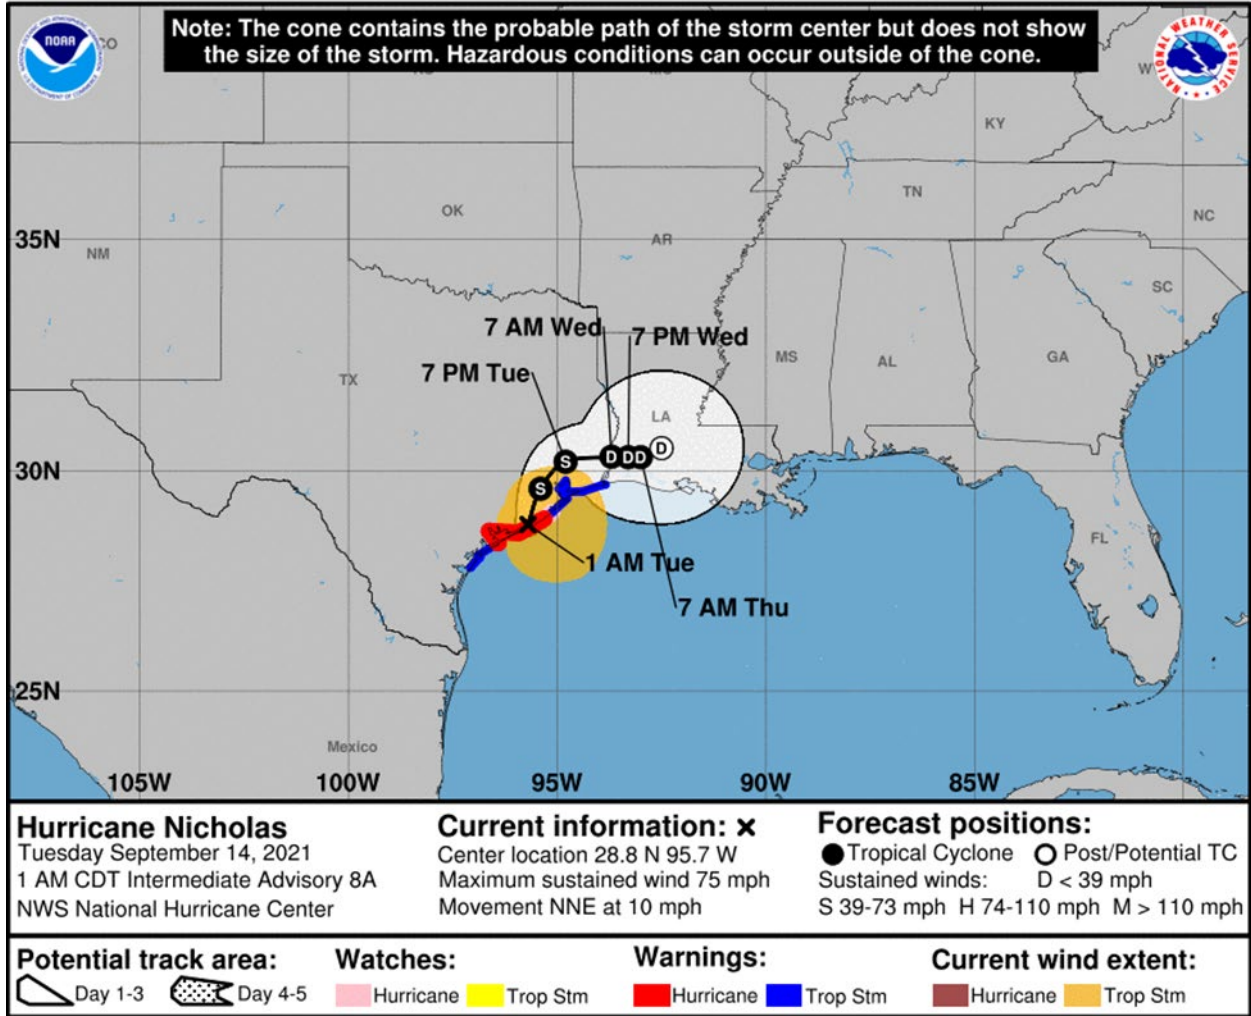 Note: The cone contains the probable path of the storm center but does not show
the size of the storm. Hazardous conditions can occur outside of the cone.
NOAA
NATIONAL WEATHER SERVICE
CO
W
KY
TN
OK
NC
AR
35N
NM
SC
7 AM Wed
7 PM Wed
MS
AL
GA
7 PM Tue
TX
LA
D
S
D
D
D
30N
S
FL
1 AM Tue
7 AM Thu
25N
Mexico
105W
100W
95W
90W
85W
Hurricane Nicholas
Tuesday September 14, 2021
1 AM CDT Intermediate Advisory 8A
NWS National Hurricane Center
Current information: x
Center location 28.8 N 95.7 W
Maximum sustained wind 75 mph
Movement NNE at 10 mph
Forecast positions:
Tropical Cyclone Post/Potential TC
Sustained winds: D < 39 mph
S 39-73 mph H 74-110 mph M > 110 mph
Potential track area:
Day 1-3 Day 4-5
Watches:
Hurricane Trop Stm
Warnings:
Hurricane Trop Stm
Current wind extent:
Hurricane Trop Stm